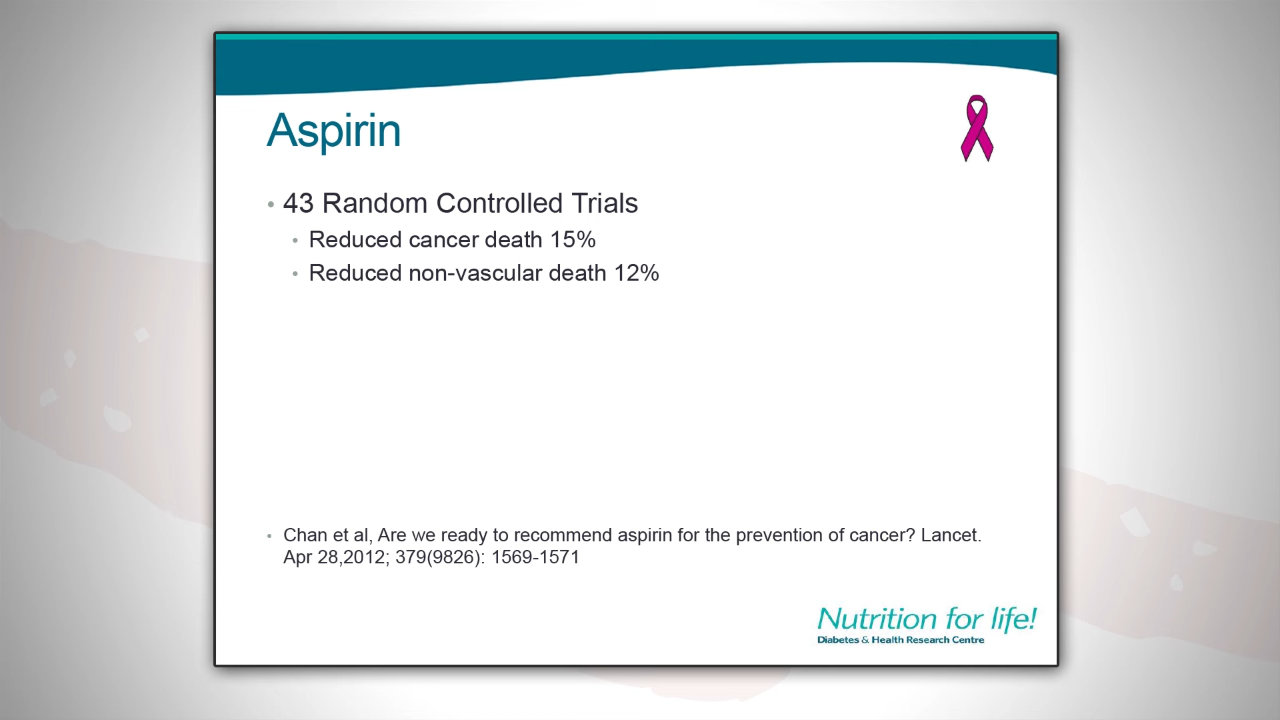 Aspirin
• 43 Random Controlled Trials
• Reduced cancer death 15%
• Reduced non-vascular death 12%
• Chan et al, Are we ready to recommend aspirin for the prevention of cancer? Lancet.
Apr 28,2012; 379(9826): 1569-1571
Nutrition for life!
Diabetes & Health Research Centre